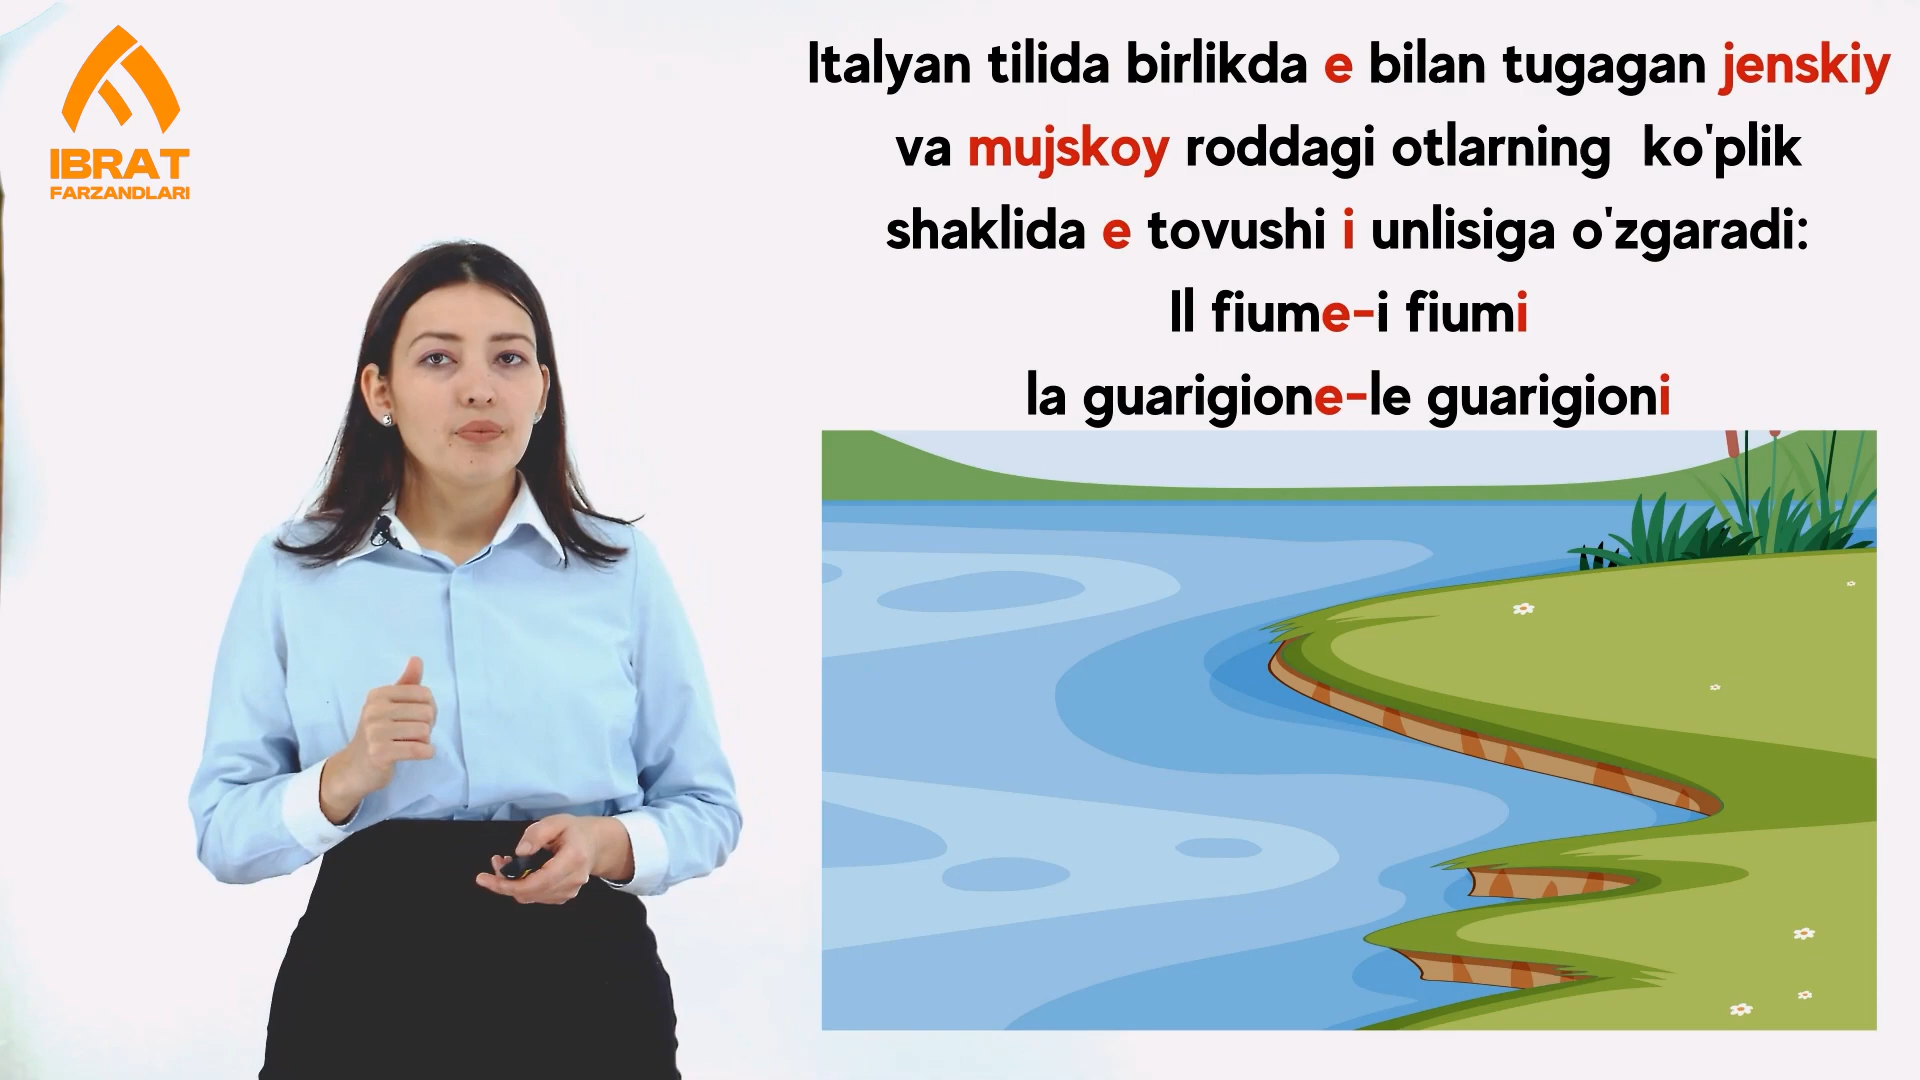 IBRAT
FARZANDLARI
Italyan tilida birlikda e bilan tugagan jenskiy
va mujskoy roddagi otlarning ko'plik
shaklida e tovushi i unlisiga o'zgaradi:
Il fiume-i fiumi
la guarigione-le guarigioni